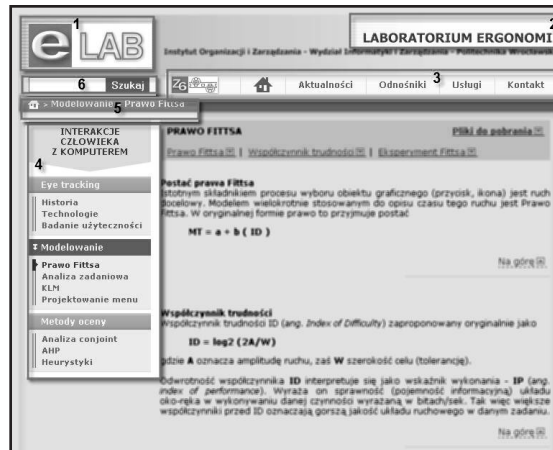 1
2
e LAB
LABORATORIUM ERGONOMI
Instytut Organizacji i Zarządzania - Wydział Informatyki i Zarządzania - Politechnika Wrocławska
6 Szukaj
ZG Aktualności Odnośniki 3 Usługi Kontakt
> Modelowanie > Prawo Fittsa
5
INTERAKCJE
CZŁOWIEKA
Z KOMPUTEREM
4
Eye tracking
Historia
Technologie
Badanie użyteczności
Modelowanie
Prawo Fittsa
Analiza zadaniowa
KLM
Projektowanie menu
Metody oceny
Analiza conjoint
AHP
Heurystyki
PRAWO FITTSA Pliki do pobrania
Prawo Fittsa | Współczynnik trudności | Eksperyment Fittsa
Postać prawa Fittsa
Istotnym składnikiem procesu wyboru obiektu graficznego (przycisk, ikona) jest ruch
docelowy. Modelem wielokrotnie stosowanym do opisu czasu tego ruchu jest Prawo
Fittsa. W oryginalnej formie prawo to przyjmuje postać
MT = a + b ( ID )
Na górę
Współczynnik trudności
Współczynnik trudności ID (ang. Index of Difficulty) zaproponowany oryginalnie jako
ID = log2 (2A/W)
gdzie A oznacza amplitudę ruchu, zaś W szerokość celu (tolerancję).
Odwrotność współczynnika ID interpretuje się jako wskaźnik wykonania - IP (ang.
index of performance). Wyraża on sprawność (pojemność informacyjną) układu
oko-ręka w wykonywaniu danej czynności wyrażaną w bitach/sek. Tak więc większe
współczynniki przed ID oznaczają gorszą jakość układu ruchowego w danym zadaniu.
Na górę